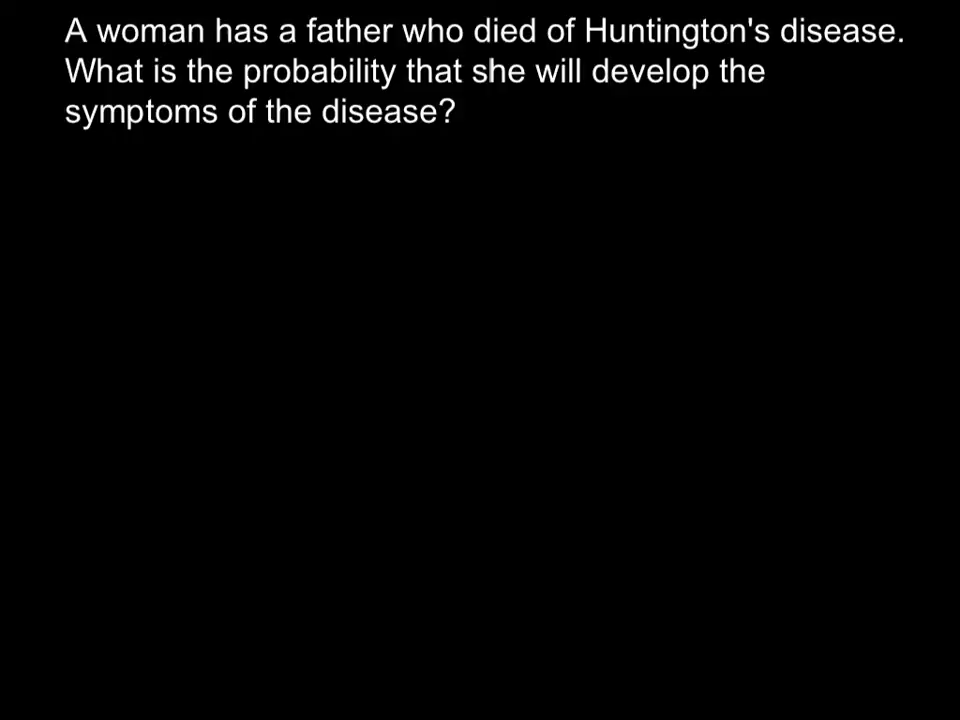 A woman has a father who died of Huntington's disease.
What is the probability that she will develop the
symptoms of the disease?